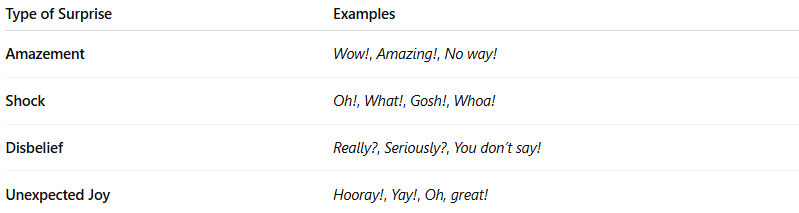 Type of Surprise Examples
Amazement Wow!, Amazing!, No way!
Shock Oh!, What!, Gosh!, Whoa!
Disbelief Really?, Seriously?, You don’t say!
Unexpected Joy Hooray!, Yay!, Oh, great!